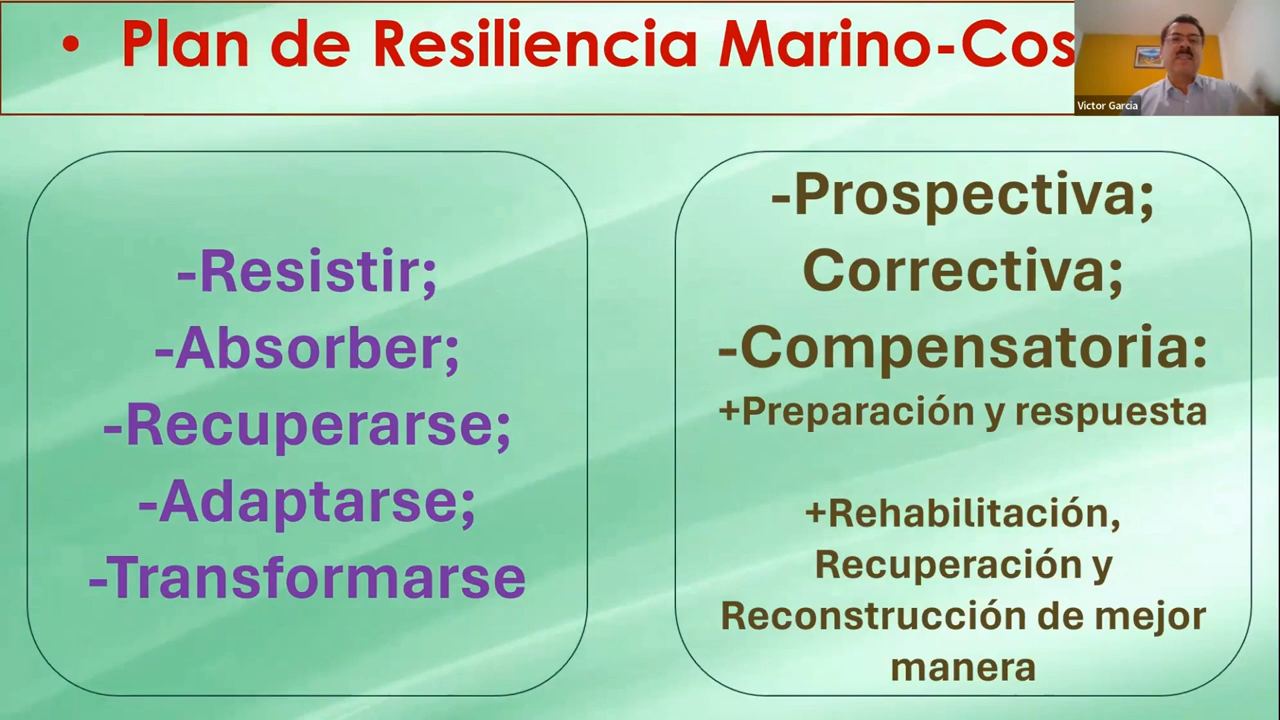 • Plan de Resiliencia Marino-Cos
Victor Garcia
-Resistir;
-Absorber;
-Recuperarse;
-Adaptarse;
-Transformarse
-Prospectiva;
Correctiva;
-Compensatoria:
+Preparación y respuesta
+Rehabilitación,
Recuperación y
Reconstrucción de mejor
manera